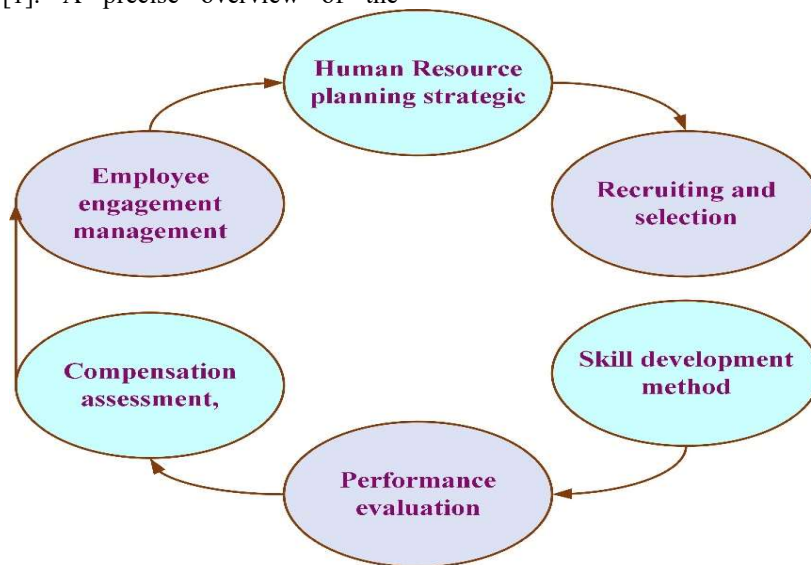 [1]. A precise overview of the
Human Resource
planning strategic
Employee
engagement
management
Recruiting and
selection
Compensation
assessment,
Skill development
method
Performance
evaluation